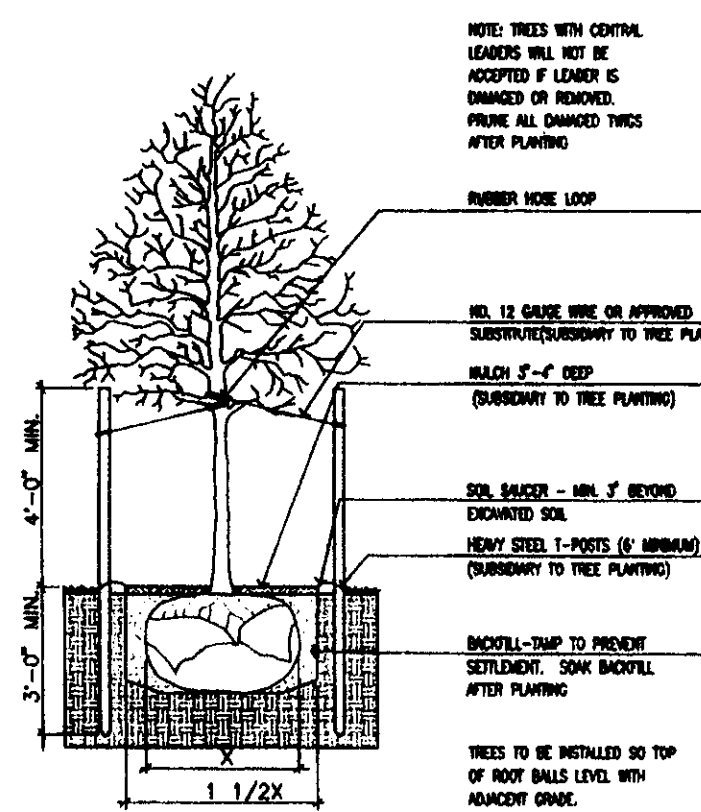 NOTE: TREES WITH CENTRAL
LEADERS WILL NOT BE
ACCEPTED IF LEADER IS
DAMAGED OR REMOVED.
PRUNE ALL DAMAGED TWIGS
AFTER PLANTING
RUBBER HOSE LOOP
NO. 12 GAUGE WIRE OR APPROVED
SUBSTITUTE(SUBSIDIARY TO TREE PLA
MULCH 3"-4" DEEP
(SUBSIDIARY TO TREE PLANTING)
4'-0" MIN.
SOIL SAUCER - MIN. 3" BEYOND
EXCAVATED SOIL
HEAVY STEEL T-POSTS (6' MINIMUM)
(SUBSIDIARY TO TREE PLANTING)
3'-0" MIN.
BACKFILL-TAMP TO PREVENT
SETTLEMENT. SOAK BACKFILL
AFTER PLANTING
X
1 1/2X
TREES TO BE INSTALLED SO TOP
OF ROOT BALLS LEVEL WITH
ADJACENT GRADE.